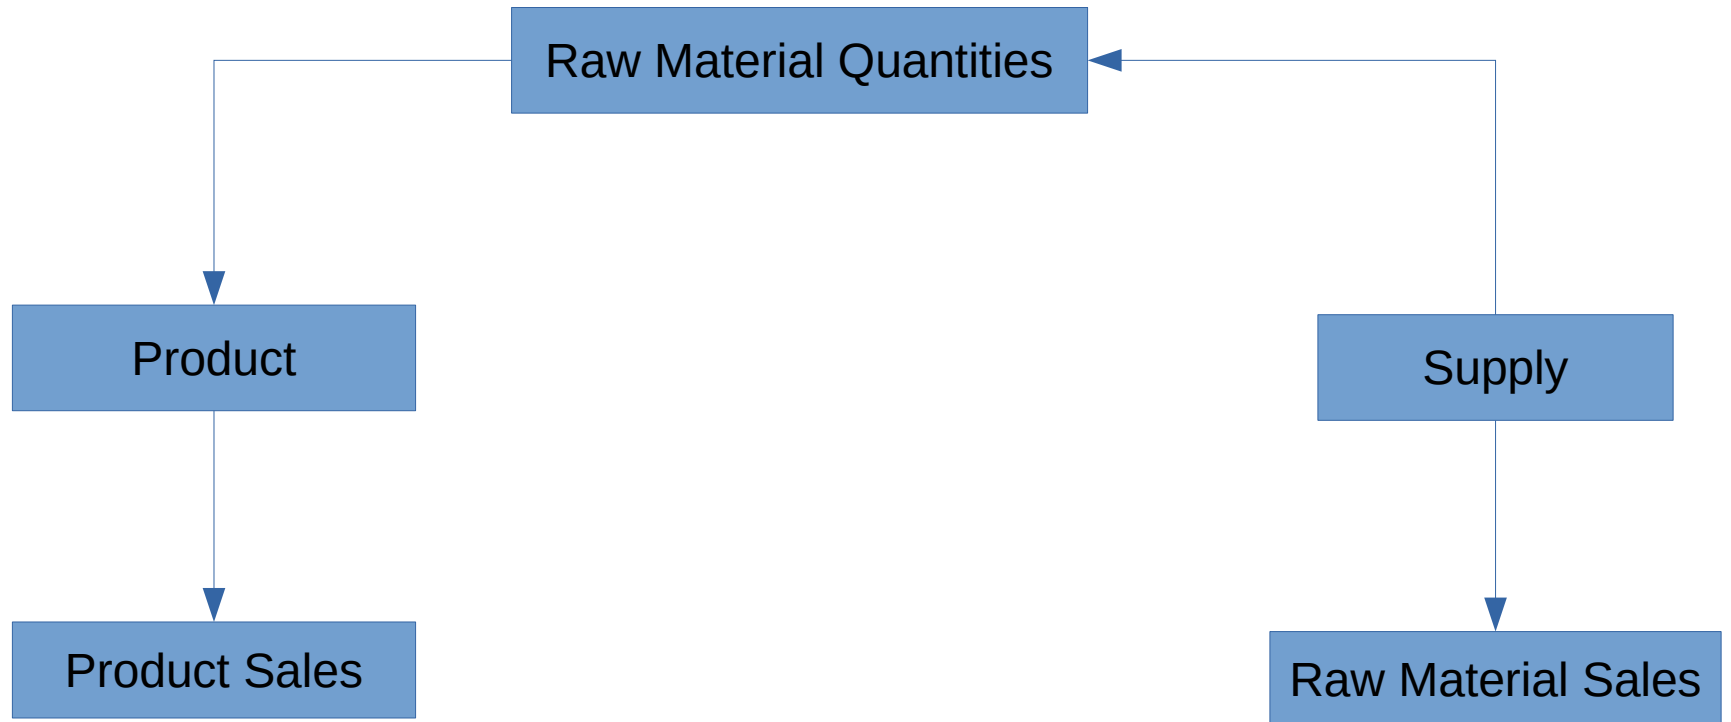 Raw Material Quantities
Product
Supply
Product Sales
Raw Material Sales